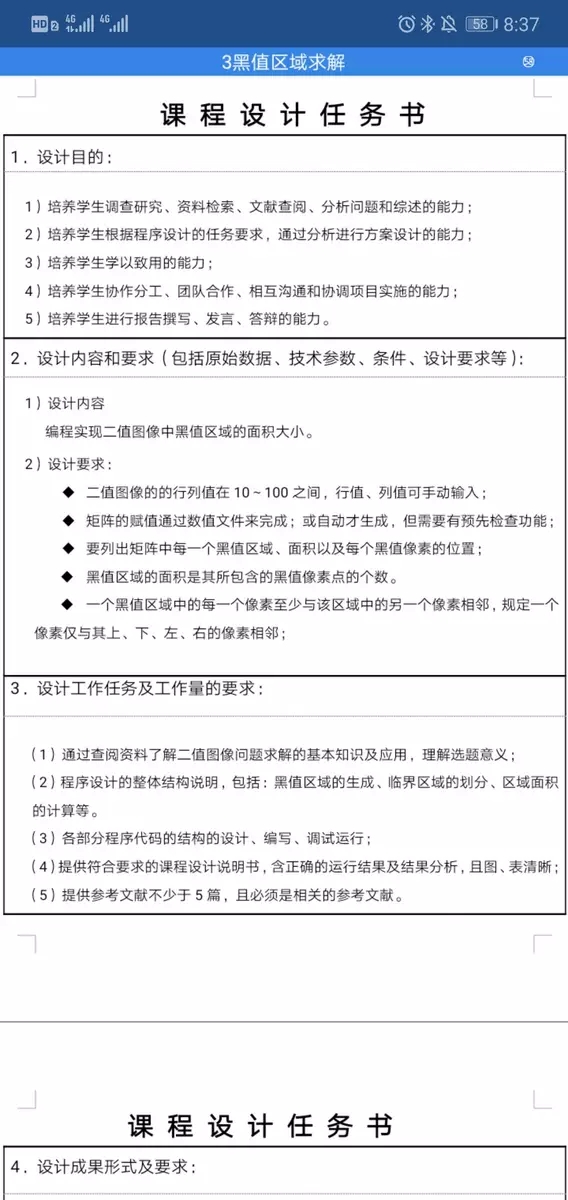 HD 2 4G 4G 58 8:37
3黑值区域求解
58
课程设计任务书
1．设计目的：
1）培养学生调查研究、资料检索、文献查阅、分析问题和综述的能力；
2）培养学生根据程序设计的任务要求，通过分析进行方案设计的能力；
3）培养学生学以致用的能力；
4）培养学生协作分工、团队合作、相互沟通和协调项目实施的能力；
5）培养学生进行报告撰写、发言、答辩的能力。
2．设计内容和要求（包括原始数据、技术参数、条件、设计要求等）：
1）设计内容
编程实现二值图像中黑值区域的面积大小。
2）设计要求：
◆ 二值图像的的行列值在 10~100 之间，行值、列值可手动输入；
◆ 矩阵的赋值通过数值文件来完成；或自动才生成，但需要有预先检查功能；
◆ 要列出矩阵中每一个黑值区域、面积以及每个黑值像素的位置；
◆ 黑值区域的面积是其所包含的黑值像素点的个数。
◆ 一个黑值区域中的每一个像素至少与该区域中的另一个像素相邻，规定一个
像素仅与其上、下、左、右的像素相邻；
3．设计工作任务及工作量的要求：
（1）通过查阅资料了解二值图像问题求解的基本知识及应用，理解选题意义；
（2）程序设计的整体结构说明，包括：黑值区域的生成、临界区域的划分、区域面积
的计算等。
（3）各部分程序代码的结构的设计、编写、调试运行；
（4）提供符合要求的课程设计说明书，含正确的运行结果及结果分析，且图、表清晰；
（5）提供参考文献不少于 5 篇，且必须是相关的参考文献。
课程设计任务书
4．设计成果形式及要求：